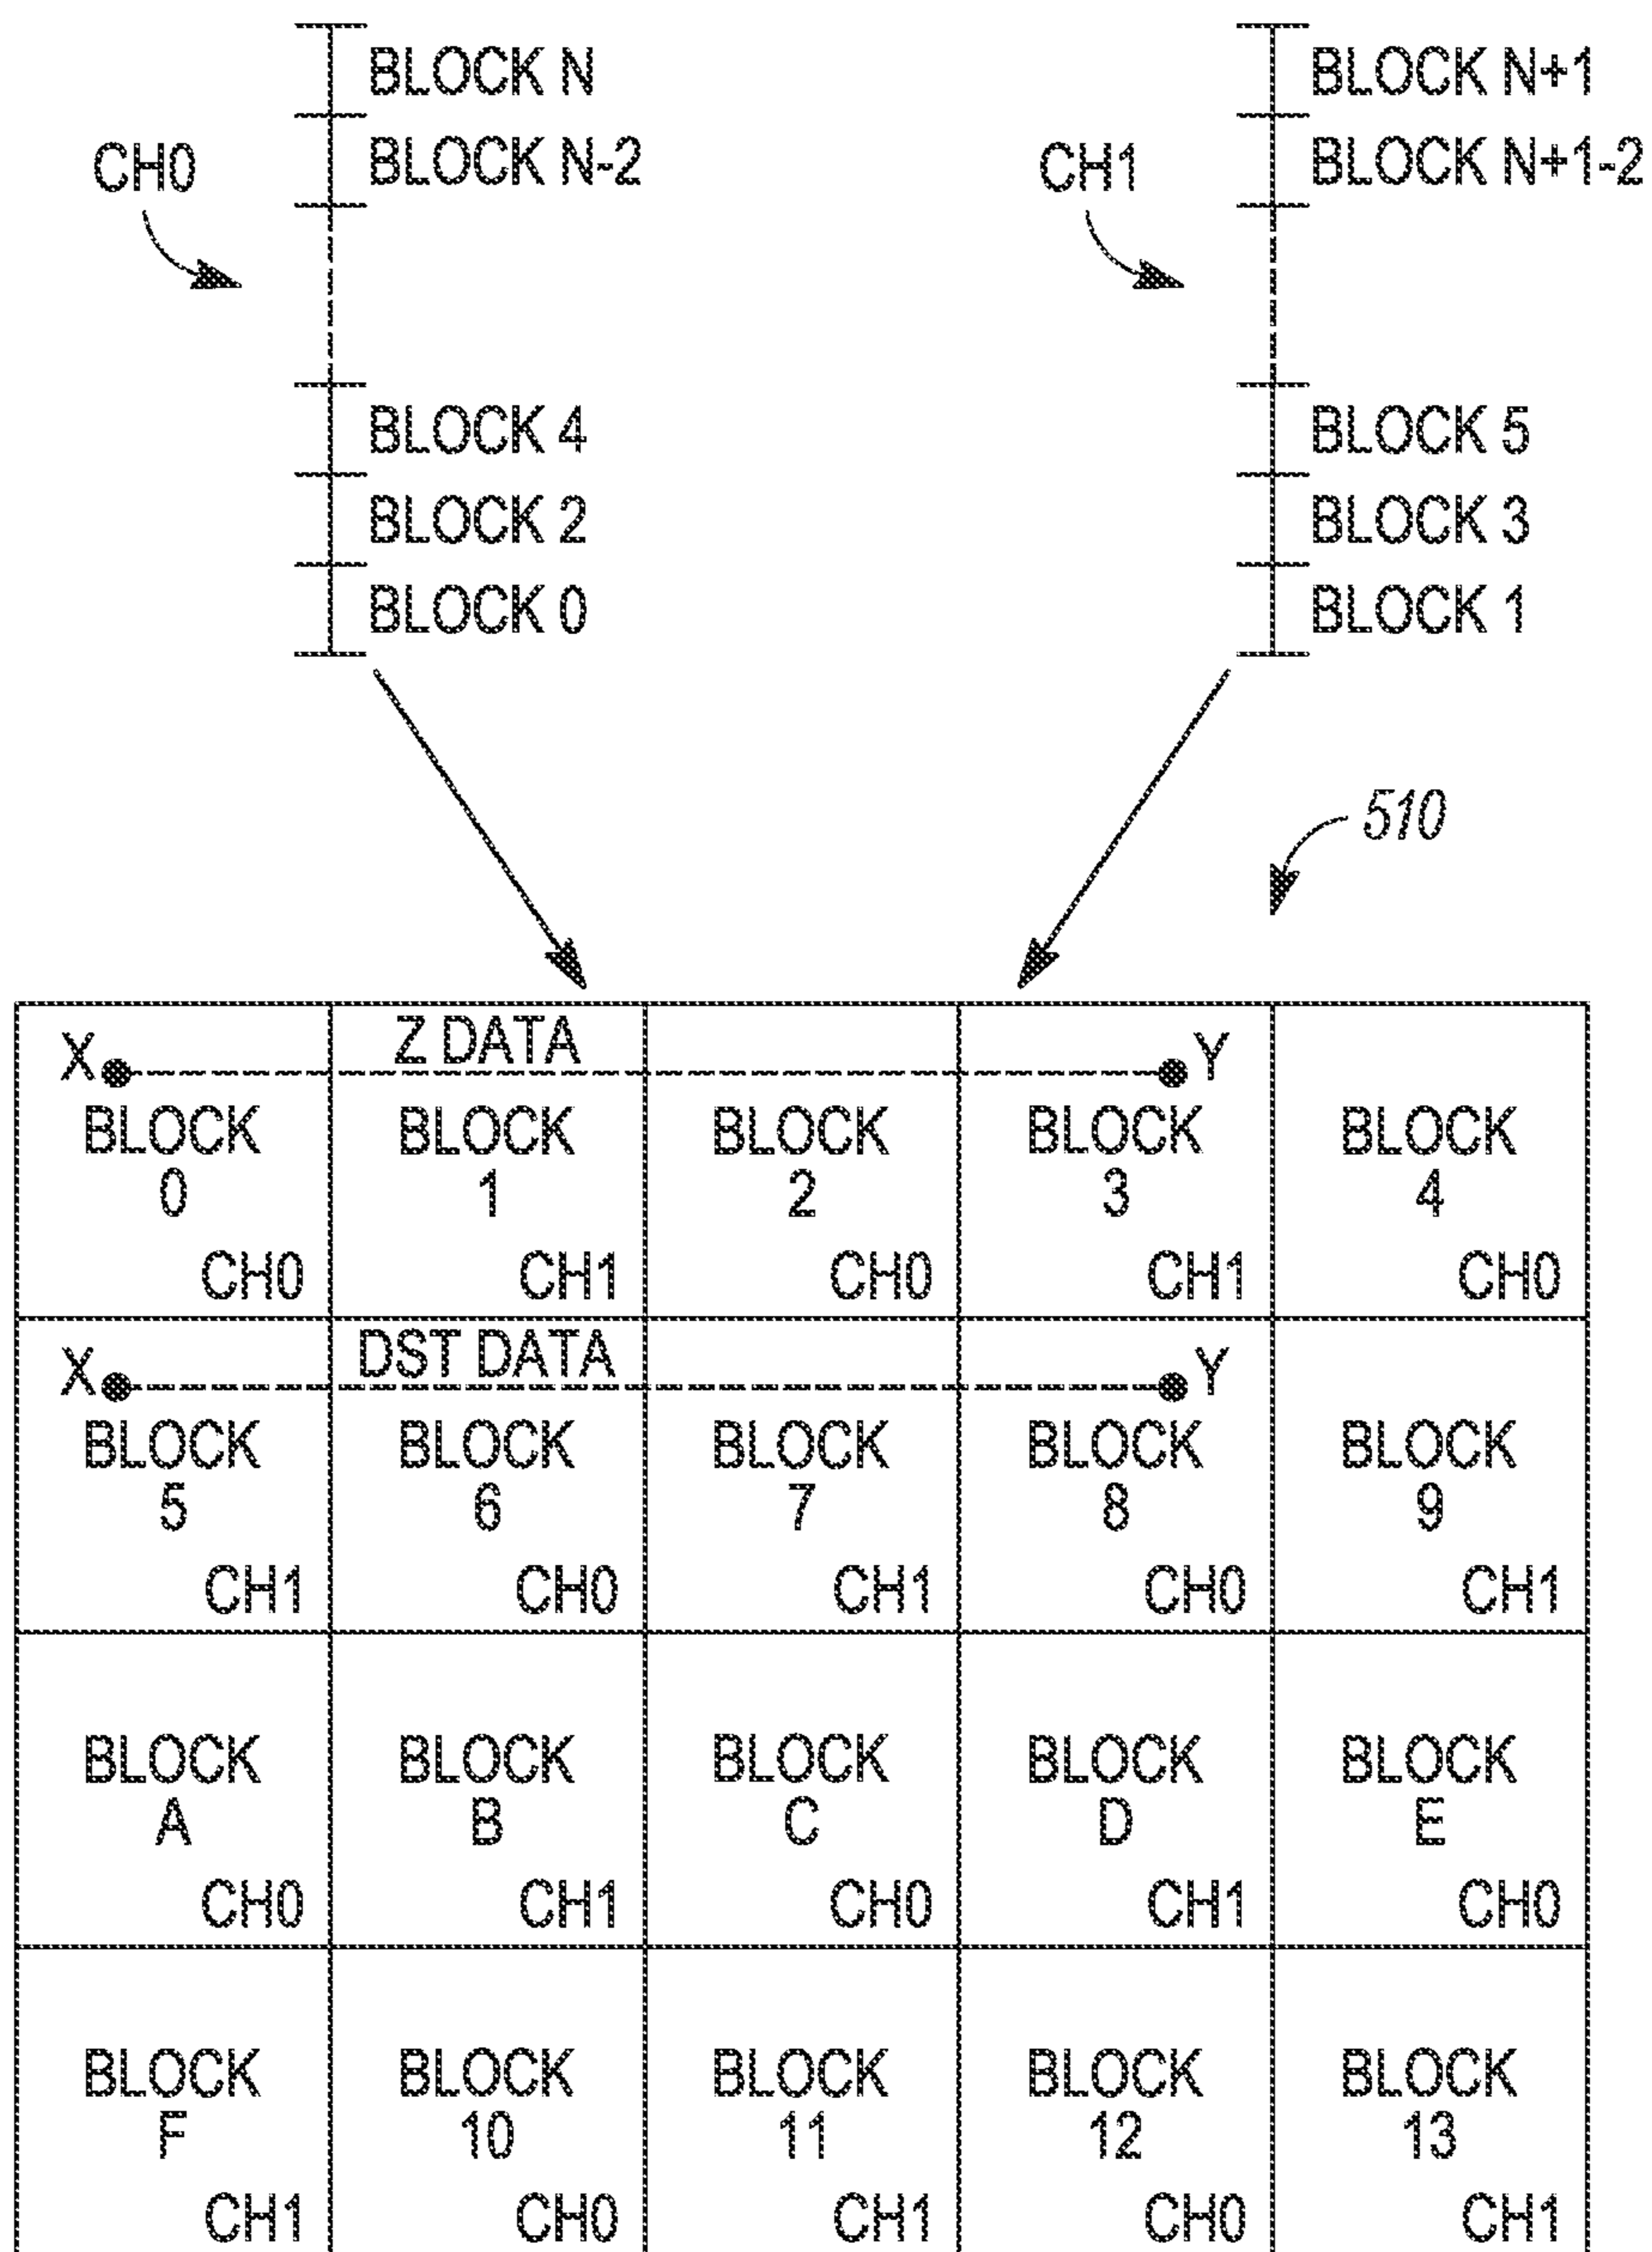 BLOCK N
BLOCK N+1
CH0
BLOCK N-2
CH1
BLOCK N+1-2
BLOCK 4
BLOCK 5
BLOCK 2
BLOCK 3
BLOCK 0
BLOCK 1
510
X
Z DATA
Y
BLOCK
0
CH0
BLOCK
1
CH1
BLOCK
2
CH0
BLOCK
3
CH1
BLOCK
4
CH0
X
DST DATA
Y
BLOCK
5
CH1
BLOCK
6
CH0
BLOCK
7
CH1
BLOCK
8
CH0
BLOCK
9
CH1
BLOCK
A
CH0
BLOCK
B
CH1
BLOCK
C
CH0
BLOCK
D
CH1
BLOCK
E
CH0
BLOCK
F
CH1
BLOCK
10
CH0
BLOCK
11
CH1
BLOCK
12
CH0
BLOCK
13
CH1